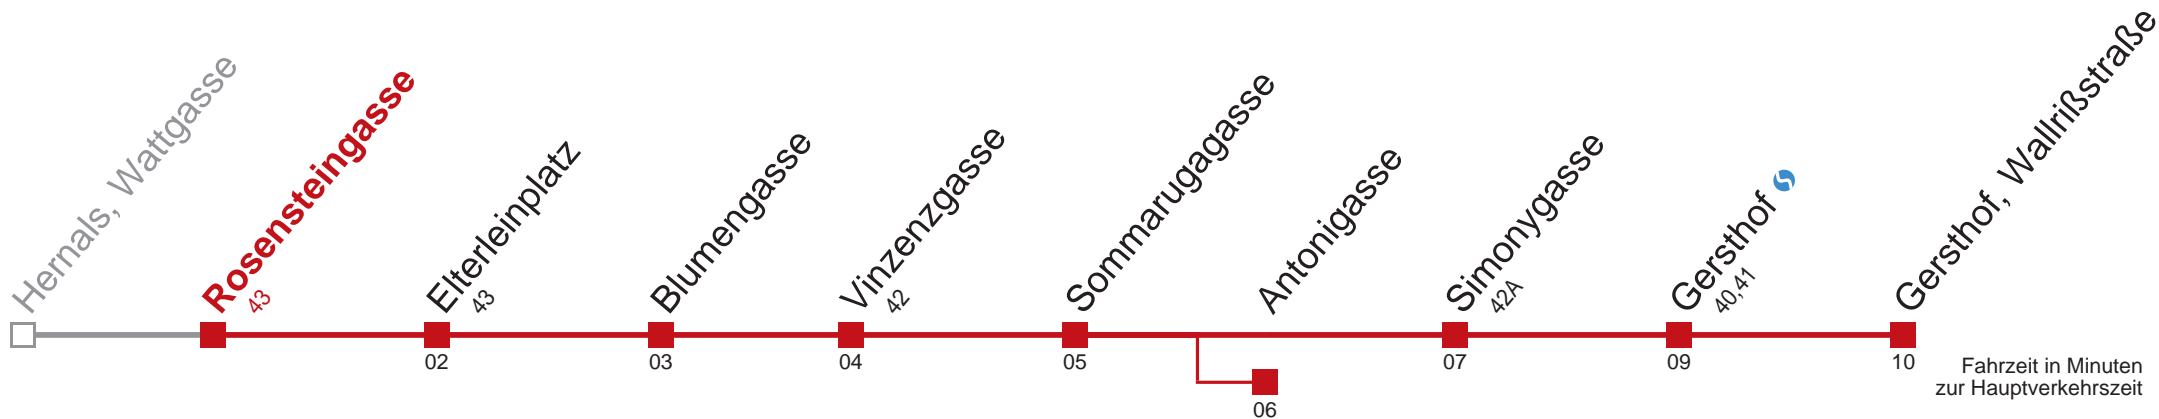 Hernals, Wattgasse
Rosensteingasse
43
Elterleinplatz
43
Blumengasse
Vinzenzgasse
42
Sommarugagasse
Antonigasse
Simonygasse
42A
Gersthof
40,41
Gersthof, Wallrißstraße
02
03
04
05
06
07
09
10
Fahrzeit in Minuten
zur Hauptverkehrszeit